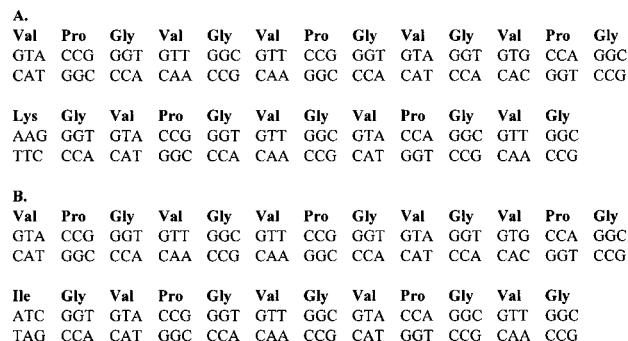 A.
Val Pro Gly Val Gly Val Pro Gly Val Gly Val Pro Gly
GTA CCG GGT GTT GGC GTT CCG GGT GTA GGT GTG CCA GGC
CAT GGC CCA CAA CCG CAA GGC CCA CAT CCA CAC GGT CCG
Lys Gly Val Pro Gly Val Gly Val Pro Gly Val Gly
AAG GGT GTA CCG GGT GTT GGC GTA CCA GGC GTT GGC
TTC CCA CAT GGC CCA CAA CCG CAT GGT CCG CAA CCG
B.
Val Pro Gly Val Gly Val Pro Gly Val Gly Val Pro Gly
GTA CCG GGT GTT GGC GTT CCG GGT GTA GGT GTG CCA GGC
CAT GGC CCA CAA CCG CAA GGC CCA CAT CCA CAC GGT CCG
Ile Gly Val Pro Gly Val Gly Val Pro Gly Val Gly
ATC GGT GTA CCG GGT GTT GGC GTA CCA GGC GTT GGC
TAG CCA CAT GGC CCA CAA CCG CAT GGT CCG CAA CCG